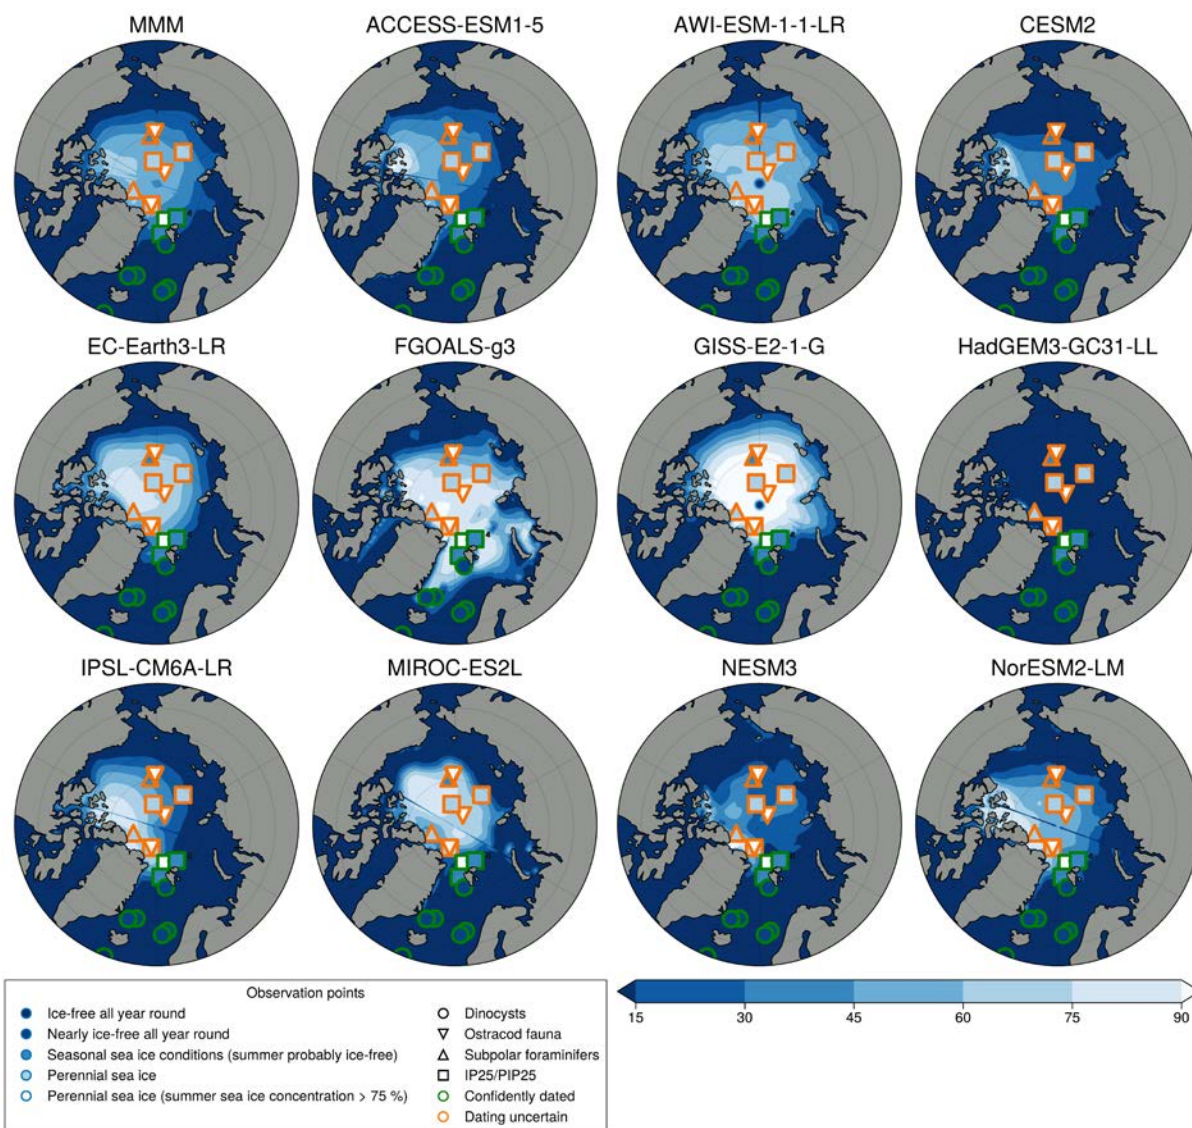 MMM ACCESS-ESM1-5 AWI-ESM-1-1-LR CESM2
EC-Earth3-LR FGOALS-g3 GISS-E2-1-G HadGEM3-GC31-LL
IPSL-CM6A-LR MIROC-ES2L NESM3 NorESM2-LM
Observation points
Ice-free all year round
Nearly ice-free all year round
Seasonal sea ice conditions (summer probably ice-free)
Perennial sea ice
Perennial sea ice (summer sea ice concentration > 75 %)
Dinocysts
Ostracod fauna
Subpolar foraminifers
IP25/PIP25
Confidently dated
Dating uncertain
15 30 45 60 75 90